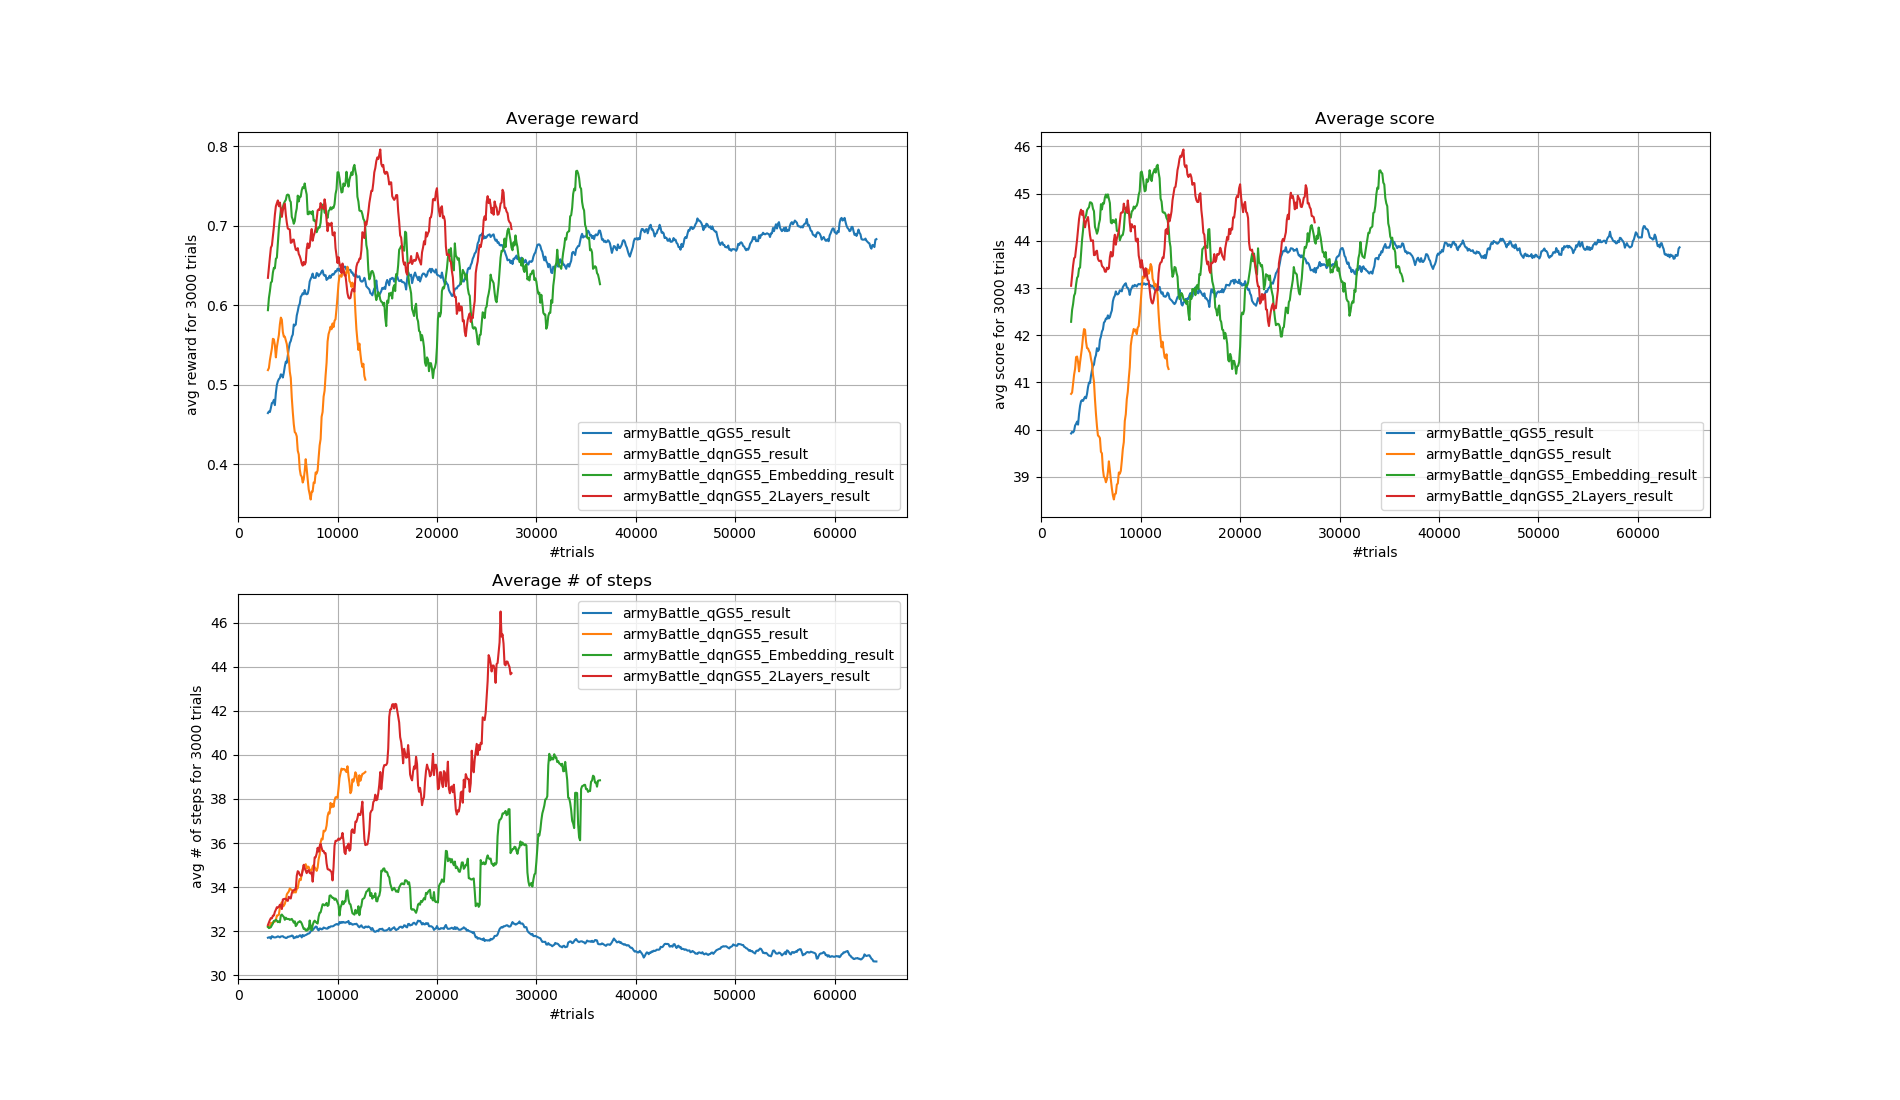 Average reward
avg reward for 3000 trials
0.8
0.7
0.6
0.5
0.4
0 10000 20000 30000 40000 50000 60000
#trials
armyBattle_qGS5_result
armyBattle_dqnGS5_result
armyBattle_dqnGS5_Embedding_result
armyBattle_dqnGS5_2Layers_result
Average score
avg score for 3000 trials
46
45
44
43
42
41
40
39
0 10000 20000 30000 40000 50000 60000
#trials
armyBattle_qGS5_result
armyBattle_dqnGS5_result
armyBattle_dqnGS5_Embedding_result
armyBattle_dqnGS5_2Layers_result
Average # of steps
avg # of steps for 3000 trials
46
44
42
40
38
36
34
32
30
0 10000 20000 30000 40000 50000 60000
#trials
armyBattle_qGS5_result
armyBattle_dqnGS5_result
armyBattle_dqnGS5_Embedding_result
armyBattle_dqnGS5_2Layers_result